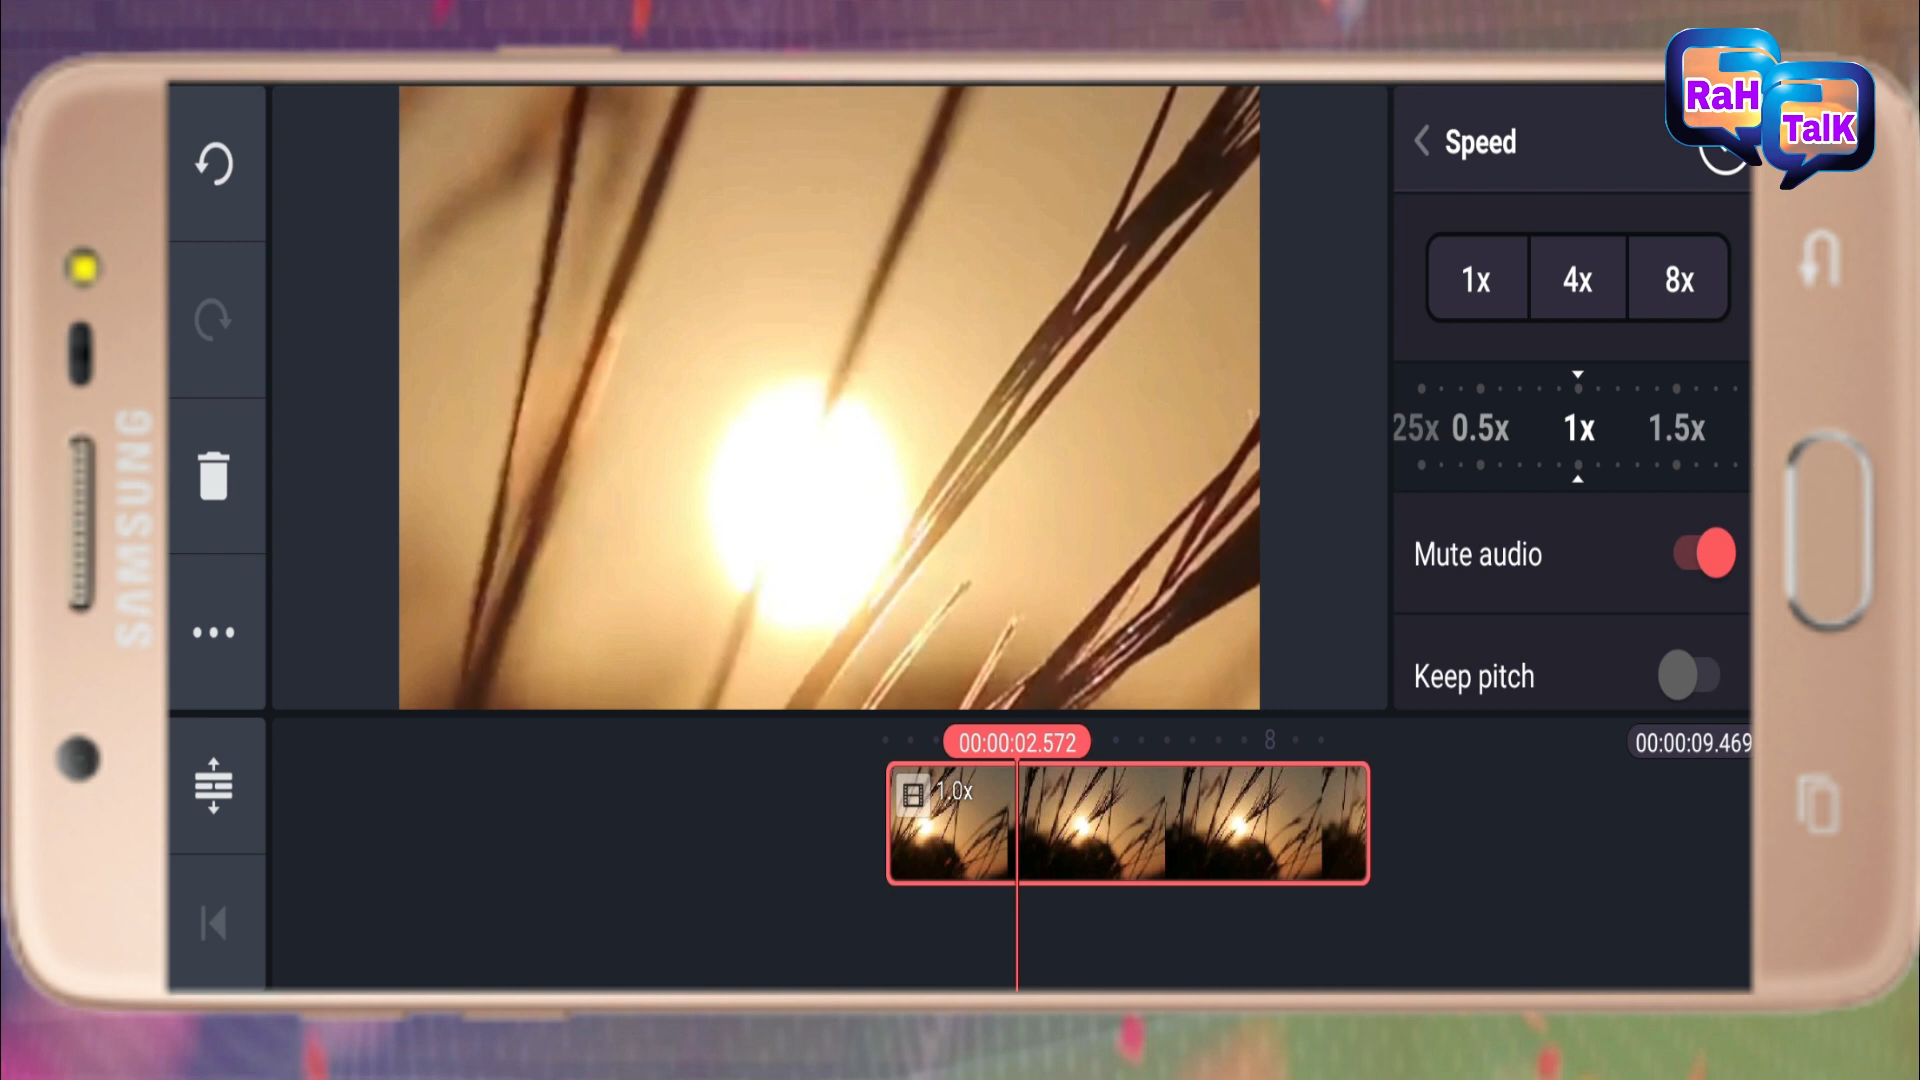 RaH
TalK
Speed
1x 4x 8x
25x 0.5x 1x 1.5x
Mute audio
Keep pitch
SAMSUNG
00:00:02.572
8
00:00:09.469
1.0x